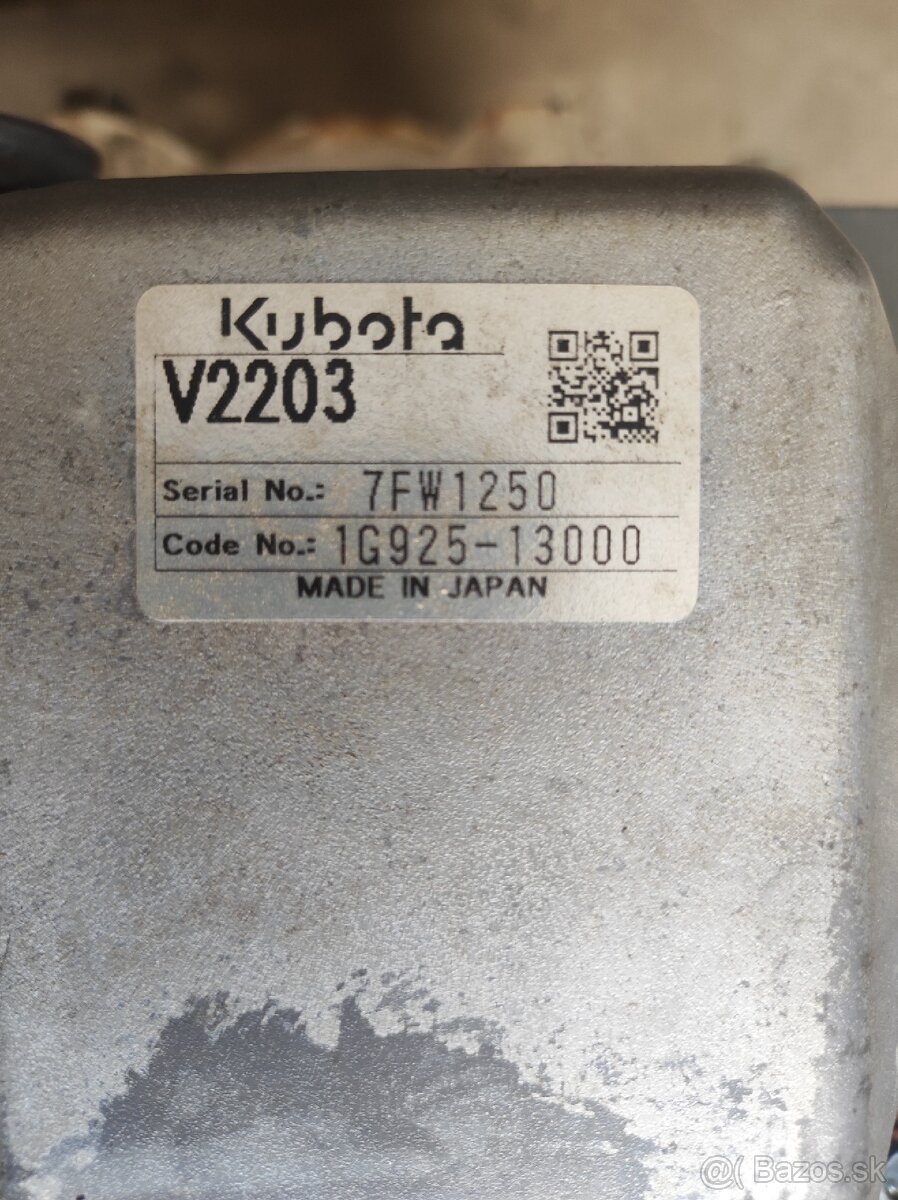 Kubota
V2203
Serial No.: 7FW1250
Code No.: 1G925-13000
MADE IN JAPAN
@( Bazos.sk